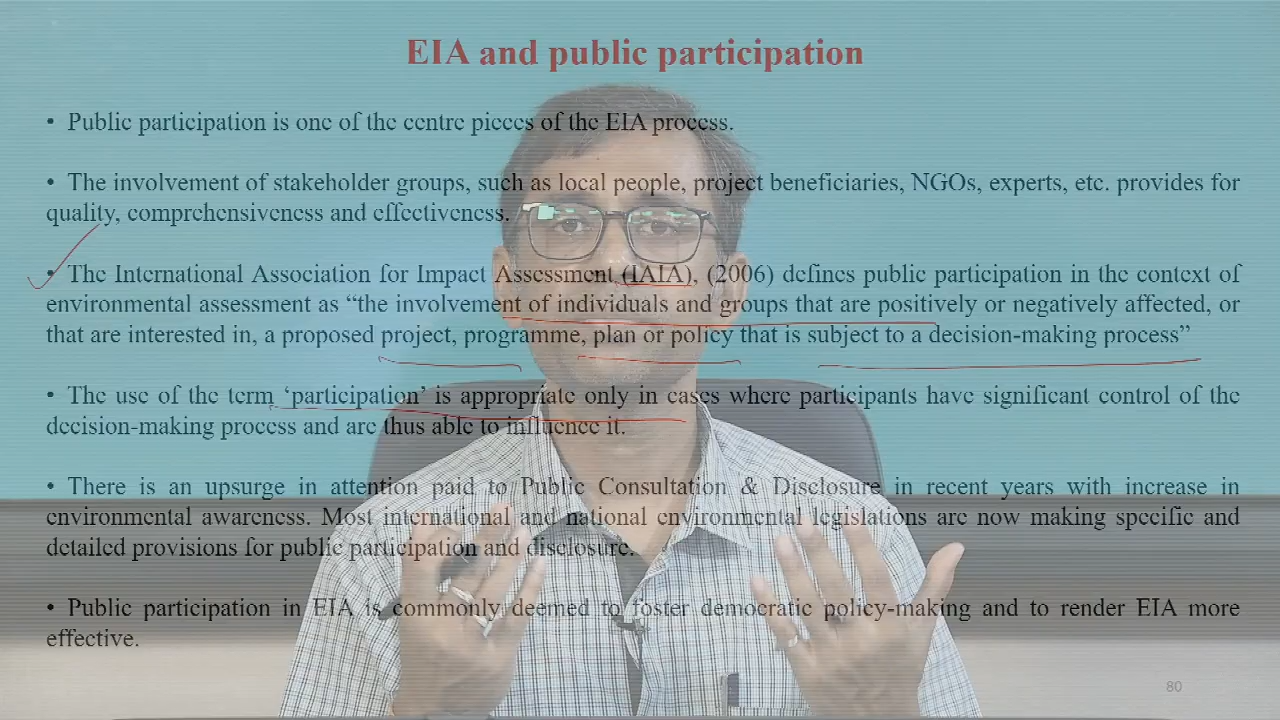 EIA and public participation
• Public participation is one of the centre pieces of the EIA process.
• The involvement of stakeholder groups, such as local people, project beneficiaries, NGOs, experts, etc. provides for
quality, comprehensiveness and effectiveness.
• The International Association for Impact Assessment (IAIA), (2006) defines public participation in the context of
environmental assessment as “the involvement of individuals and groups that are positively or negatively affected, or
that are interested in, a proposed project, programme, plan or policy that is subject to a decision-making process”
• The use of the term ‘participation’ is appropriate only in cases where participants have significant control of the
decision-making process and are thus able to influence it.
• There is an upsurge in attention paid to Public Consultation & Disclosure in recent years with increase in
environmental awareness. Most international and national environmental legislations are now making specific and
detailed provisions for public participation and disclosure.
• Public participation in EIA is commonly deemed to foster democratic policy-making and to render EIA more
effective.
80